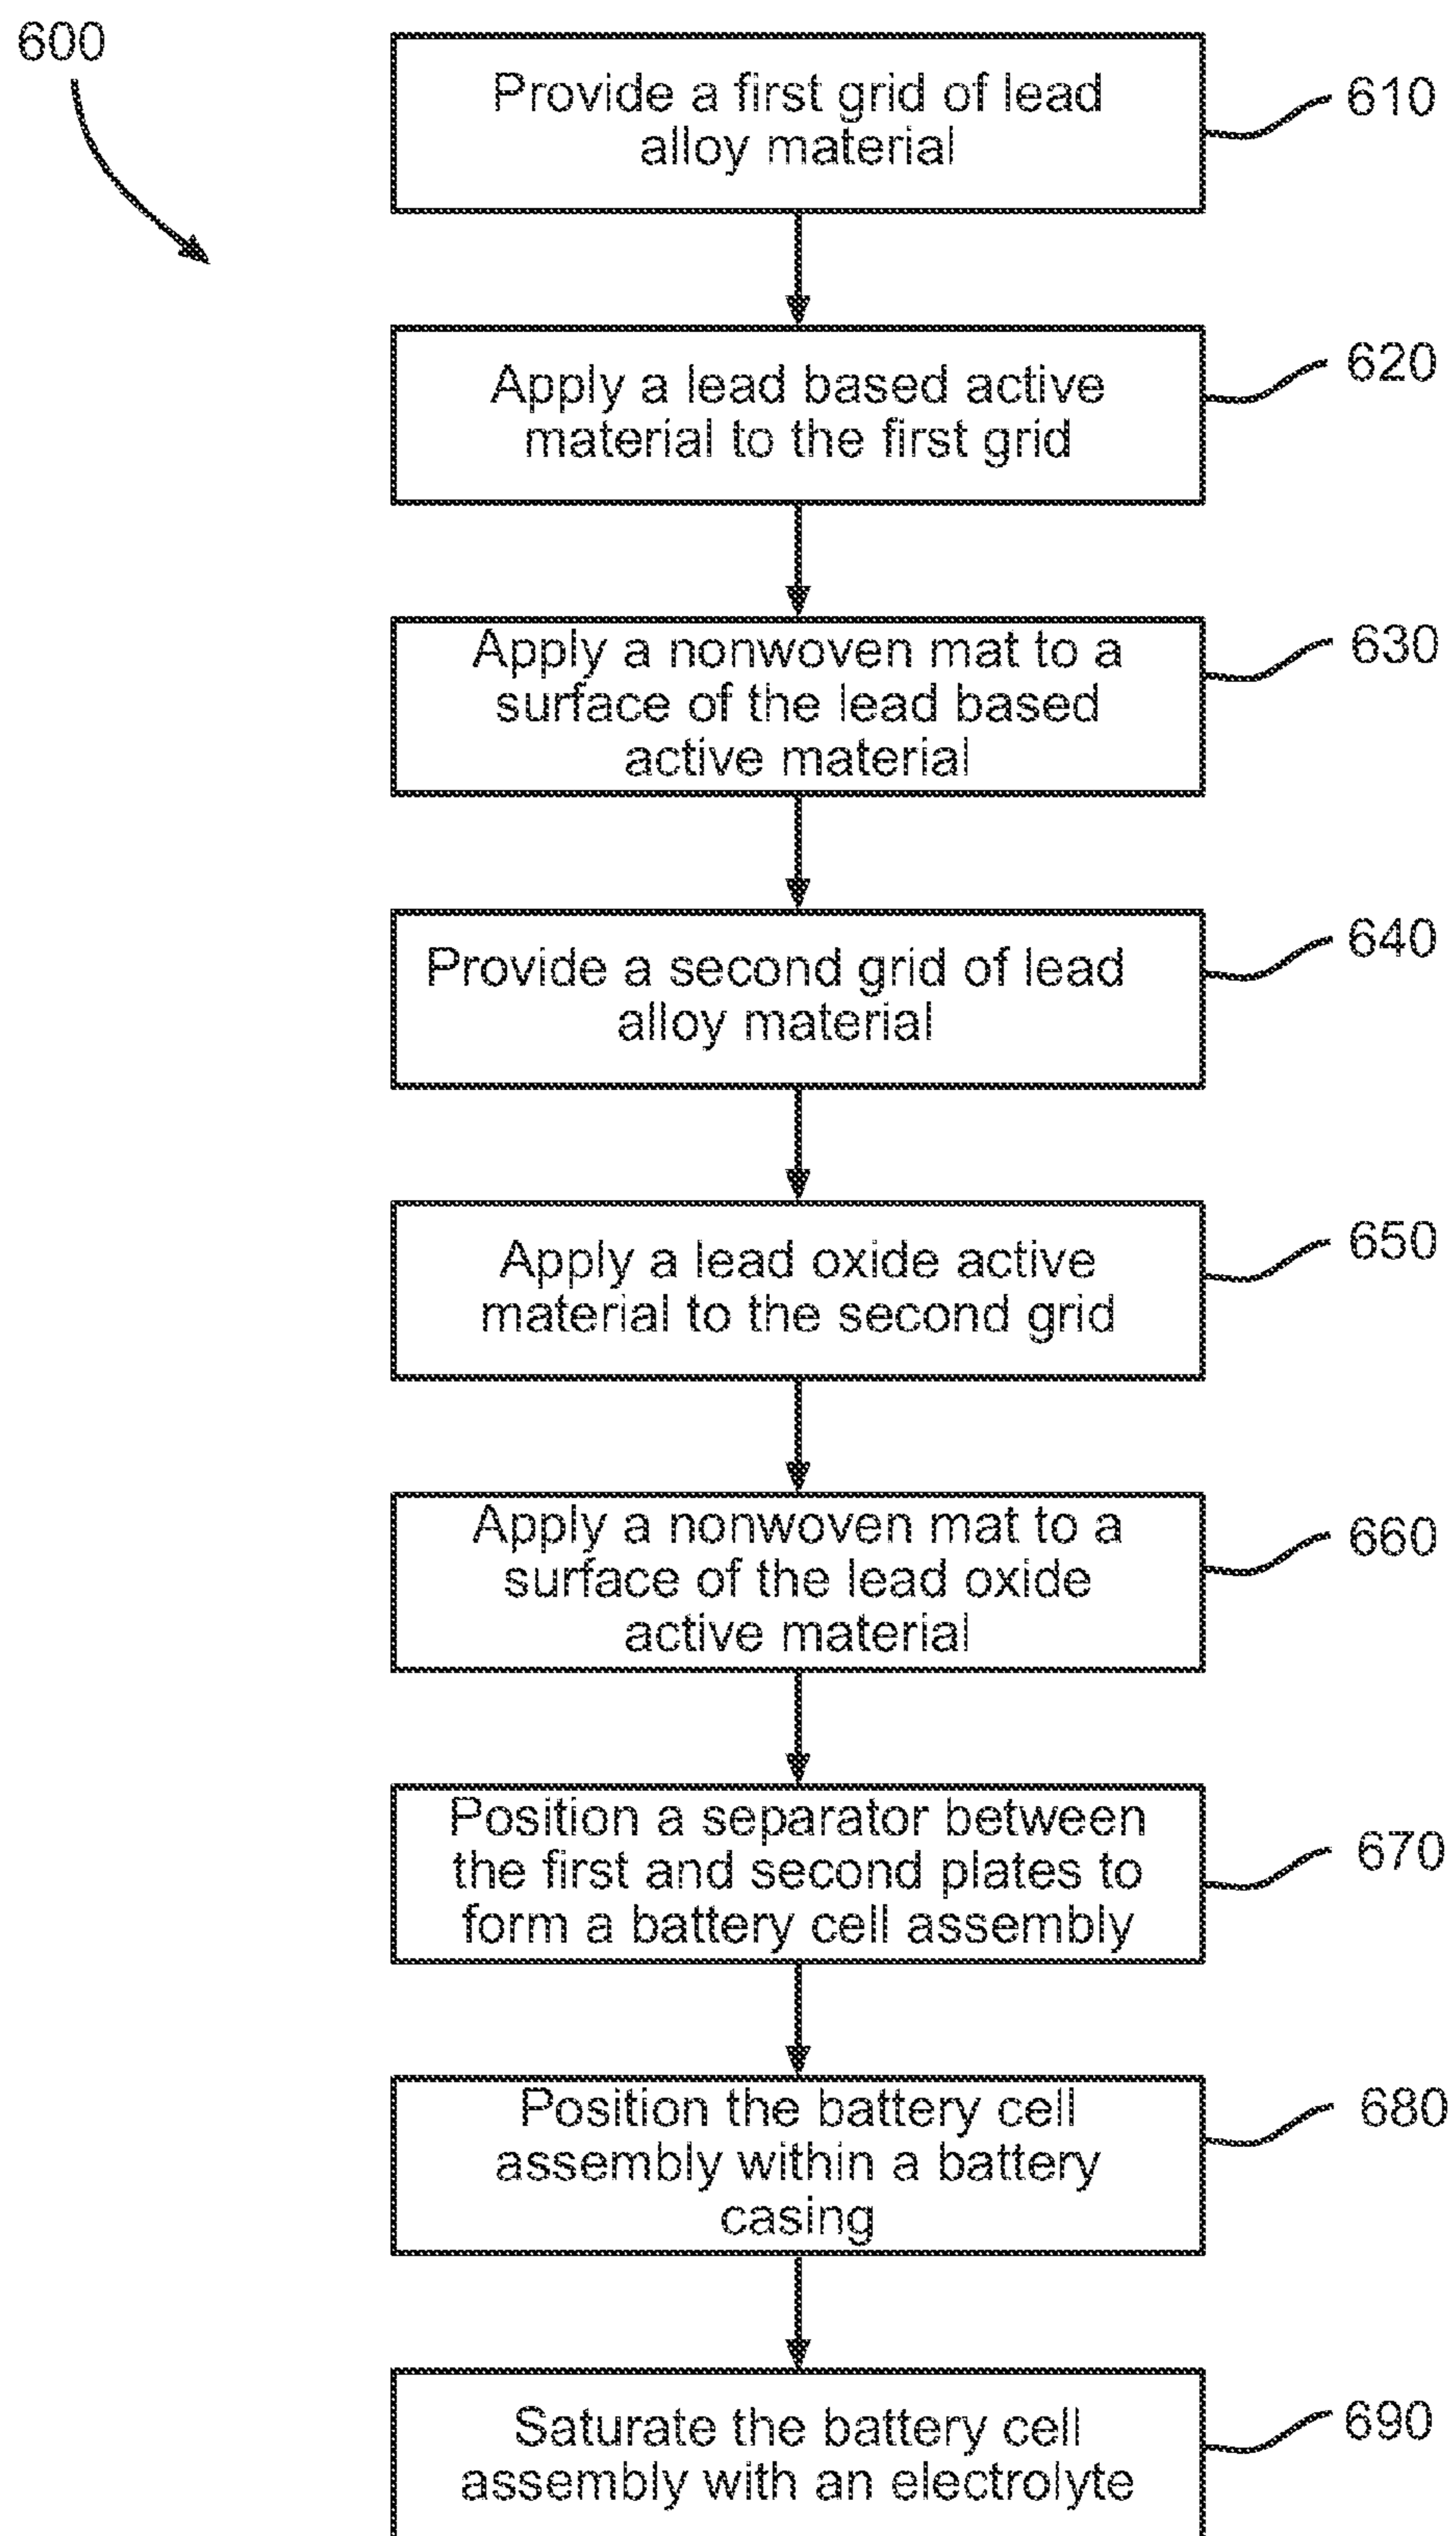 600
Provide a first grid of lead
alloy material
610
Apply a lead based active
material to the first grid
620
Apply a nonwoven mat to a
surface of the lead based
active material
630
Provide a second grid of lead
alloy material
640
Apply a lead oxide active
material to the second grid
650
Apply a nonwoven mat to a
surface of the lead oxide
active material
660
Position a separator between
the first and second plates to
form a battery cell assembly
670
Position the battery cell
assembly within a battery
casing
680
Saturate the battery cell
assembly with an electrolyte
690